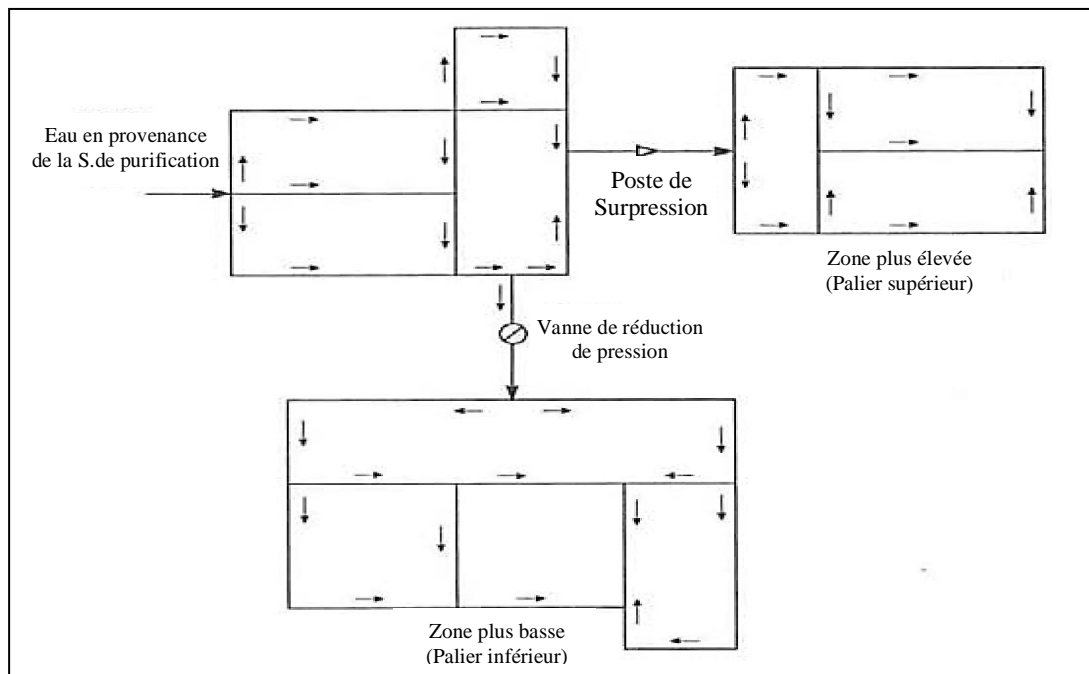 Eau en provenance
de la S.de purification
Poste de
Surpression
Zone plus élevée
(Palier supérieur)
Vanne de réduction
de pression
Zone plus basse
(Palier inférieur)